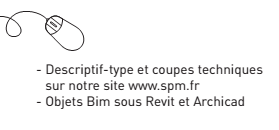 - Descriptif-type et coupes techniques
sur notre site www.spm.fr
- Objets Bim sous Revit et Archicad